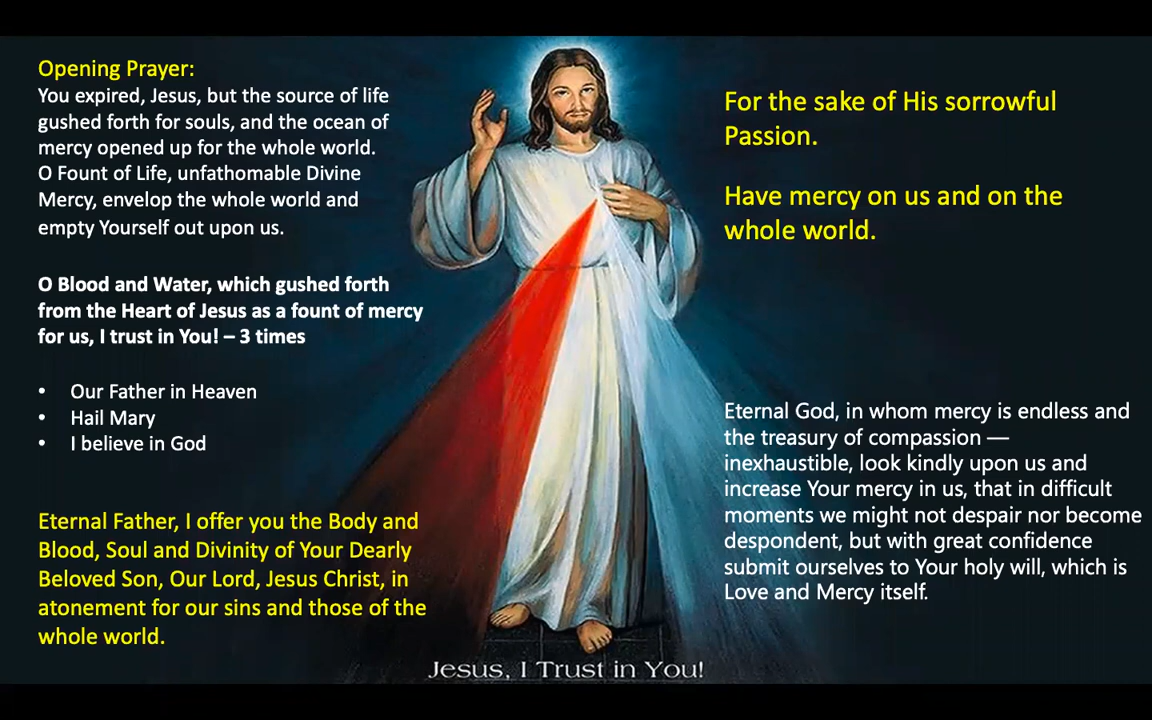 Opening Prayer:
You expired, Jesus, but the source of life
gushed forth for souls, and the ocean of
mercy opened up for the whole world.
O Fount of Life, unfathomable Divine
Mercy, envelop the whole world and
empty Yourself out upon us.
O Blood and Water, which gushed forth
from the Heart of Jesus as a fount of mercy
for us, I trust in You! – 3 times
• Our Father in Heaven
• Hail Mary
• I believe in God
Eternal Father, I offer you the Body and
Blood, Soul and Divinity of Your Dearly
Beloved Son, Our Lord, Jesus Christ, in
atonement for our sins and those of the
whole world.
For the sake of His sorrowful
Passion.
Have mercy on us and on the
whole world.
Eternal God, in whom mercy is endless and
the treasury of compassion —
inexhaustible, look kindly upon us and
increase Your mercy in us, that in difficult
moments we might not despair nor become
despondent, but with great confidence
submit ourselves to Your holy will, which is
Love and Mercy itself.
Jesus, I Trust in You!